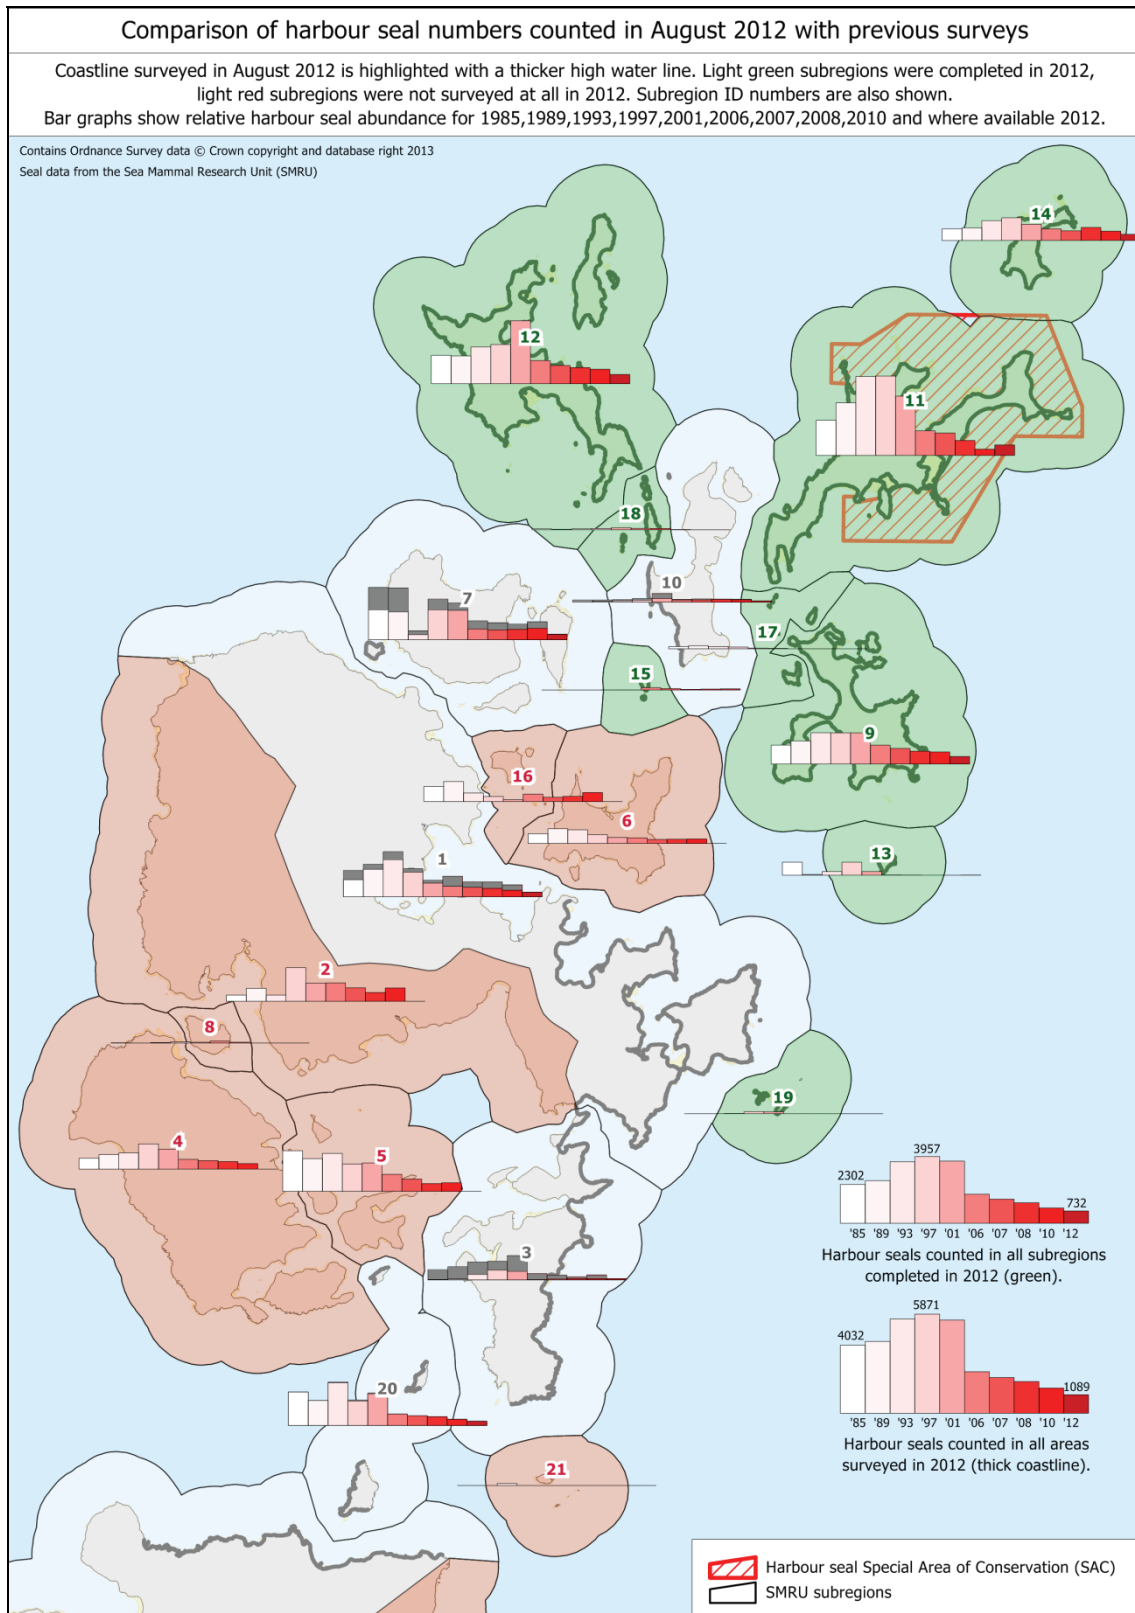 Comparison of harbour seal numbers counted in August 2012 with previous surveys
Coastline surveyed in August 2012 is highlighted with a thicker high water line. Light green subregions were completed in 2012,
light red subregions were not surveyed at all in 2012. Subregion ID numbers are also shown.
Bar graphs show relative harbour seal abundance for 1985,1989,1993,1997,2001,2006,2007,2008,2010 and where available 2012.
Contains Ordnance Survey data © Crown copyright and database right 2013
Seal data from the Sea Mammal Research Unit (SMRU)
14
12
11
18
10
7
17
15
9
16
6
13
1
2
8
19
4
5
3
20
21
3957
2302
732
'85 '89 '93 '97 '01 '06 '07 '08 '10 '12
Harbour seals counted in all subregions
completed in 2012 (green).
5871
4032
1089
'85 '89 '93 '97 '01 '06 '07 '08 '10 '12
Harbour seals counted in all areas
surveyed in 2012 (thick coastline).
Harbour seal Special Area of Conservation (SAC)
SMRU subregions